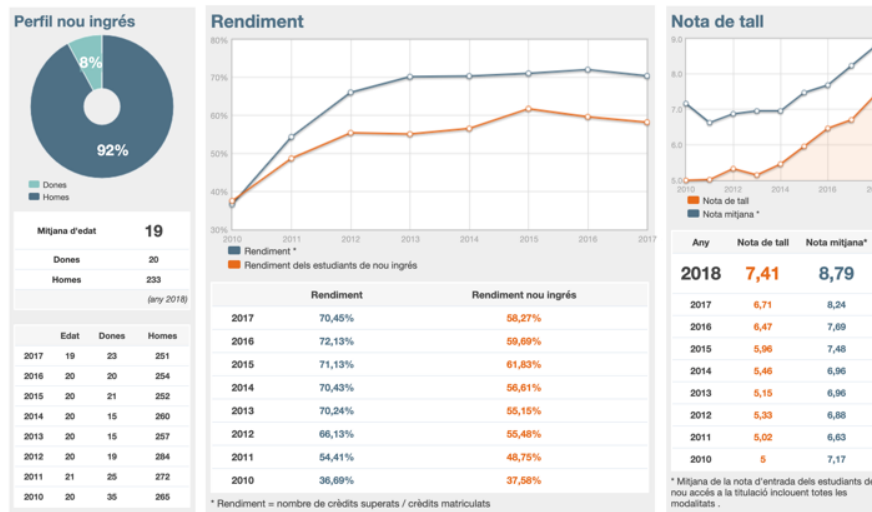 Perfil nou ingrés
8%
92%
Dones
Homes
Mitjana d'edat 19
Dones 20
Homes 233
(any 2018)
Edat Dones Homes
2017 19 23 251
2016 20 20 254
2015 20 21 252
2014 20 15 260
2013 20 15 257
2012 20 19 284
2011 21 25 272
2010 20 35 265
Rendiment
80%
70%
60%
50%
40%
30%
2010 2011 2012 2013 2014 2015 2016 2017
Rendiment *
Rendiment dels estudiants de nou ingrés
Rendiment Rendiment nou ingrés
2017 70,45% 58,27%
2016 72,13% 59,69%
2015 71,13% 61,83%
2014 70,43% 56,61%
2013 70,24% 55,15%
2012 66,13% 55,48%
2011 54,41% 48,75%
2010 36,69% 37,58%
* Rendiment = nombre de crèdits superats / crèdits matriculats
Nota de tall
9.0
8.0
7.0
6.0
5.0
2010 2012 2014 2016
Nota de tall
Nota mitjana *
Any Nota de tall Nota mitjana*
2018 7,41 8,79
2017 6,71 8,24
2016 6,47 7,69
2015 5,96 7,48
2014 5,46 6,96
2013 5,15 6,96
2012 5,33 6,88
2011 5,02 6,63
2010 5 7,17
* Mitjana de la nota d'entrada dels estudiants de
nou accés a la titulació inclouent totes les
modalitats .